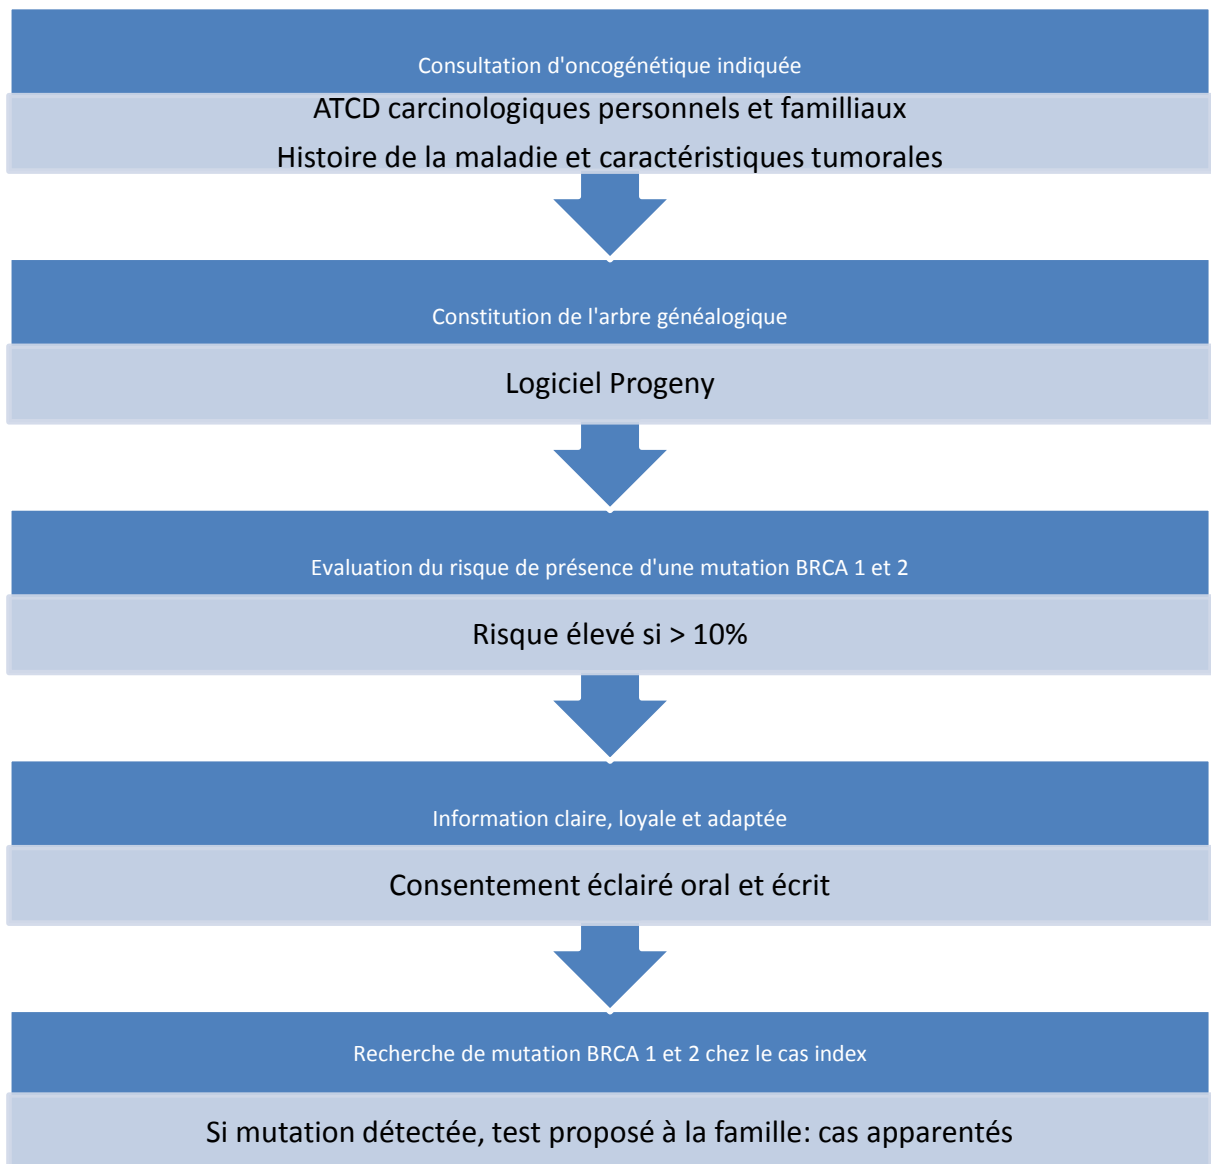 Consultation d'oncogénétique indiquée
ATCD carcinologiques personnels et familliaux
Histoire de la maladie et caractéristiques tumorales
Constitution de l'arbre généalogique
Logiciel Progeny
Evaluation du risque de présence d'une mutation BRCA 1 et 2
Risque élevé si > 10%
Information claire, loyale et adaptée
Consentement éclairé oral et écrit
Recherche de mutation BRCA 1 et 2 chez le cas index
Si mutation détectée, test proposé à la famille: cas apparentés